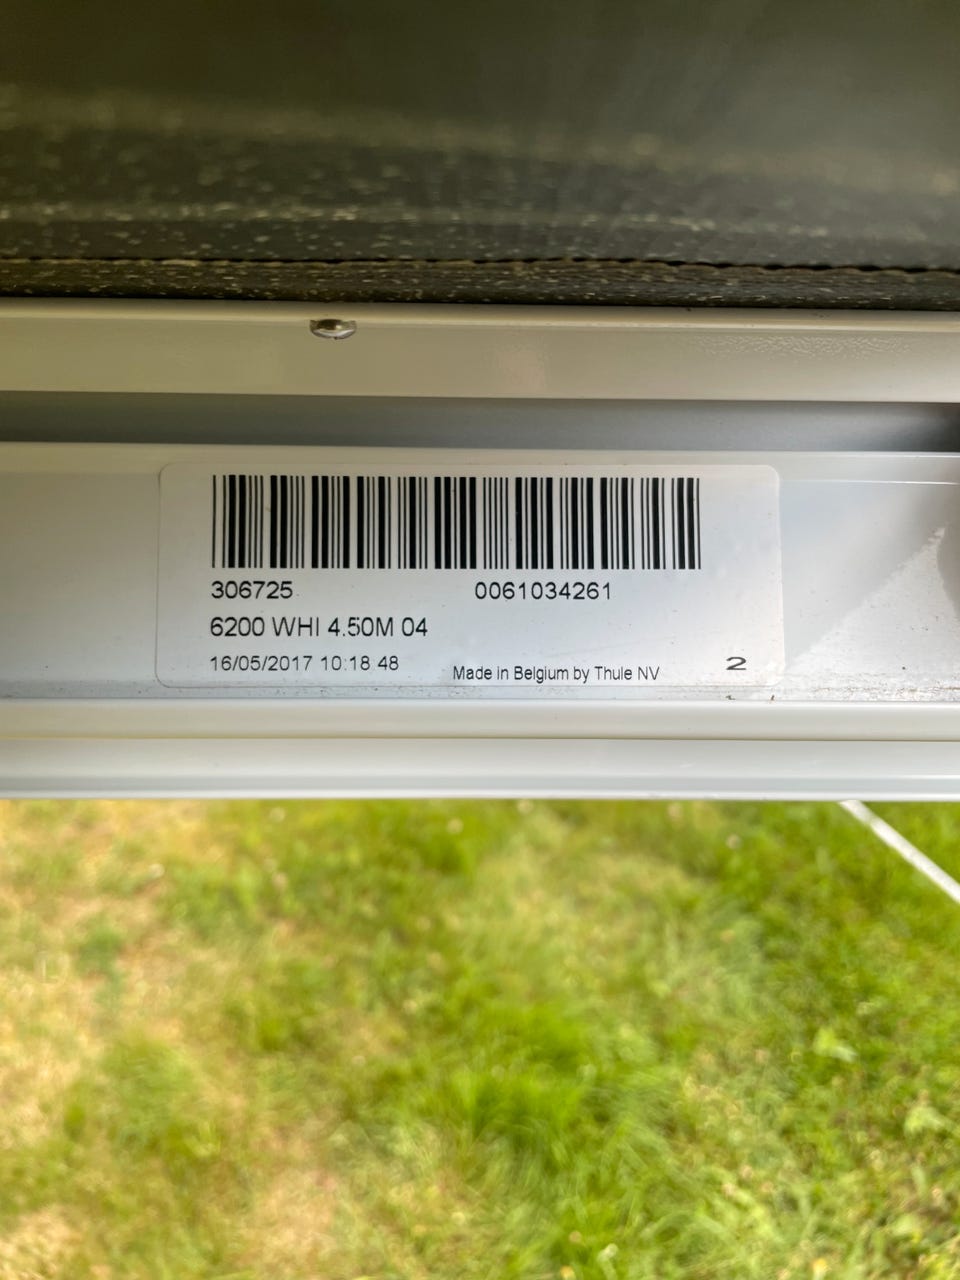 306725 0061034261
6200 WHI 4.50M 04
16/05/2017 10:18:48 Made in Belgium by Thule NV 2